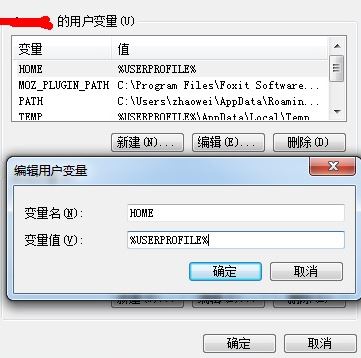 的用户变量(U)
变量 值
HOME %USERPROFILE%
MOZ_PLUGIN_PATH C:\Program Files\Foxit Software...
PATH C:\Users\zhaowei\AppData\Roamin...
TEMP %USERPROFILE%\AppData\Local\Temp
新建(N)... 编辑(E)... 删除(D)
编辑用户变量
变量名(N): HOME
变量值(V): %USERPROFILE%
确定 取消
确定 取消